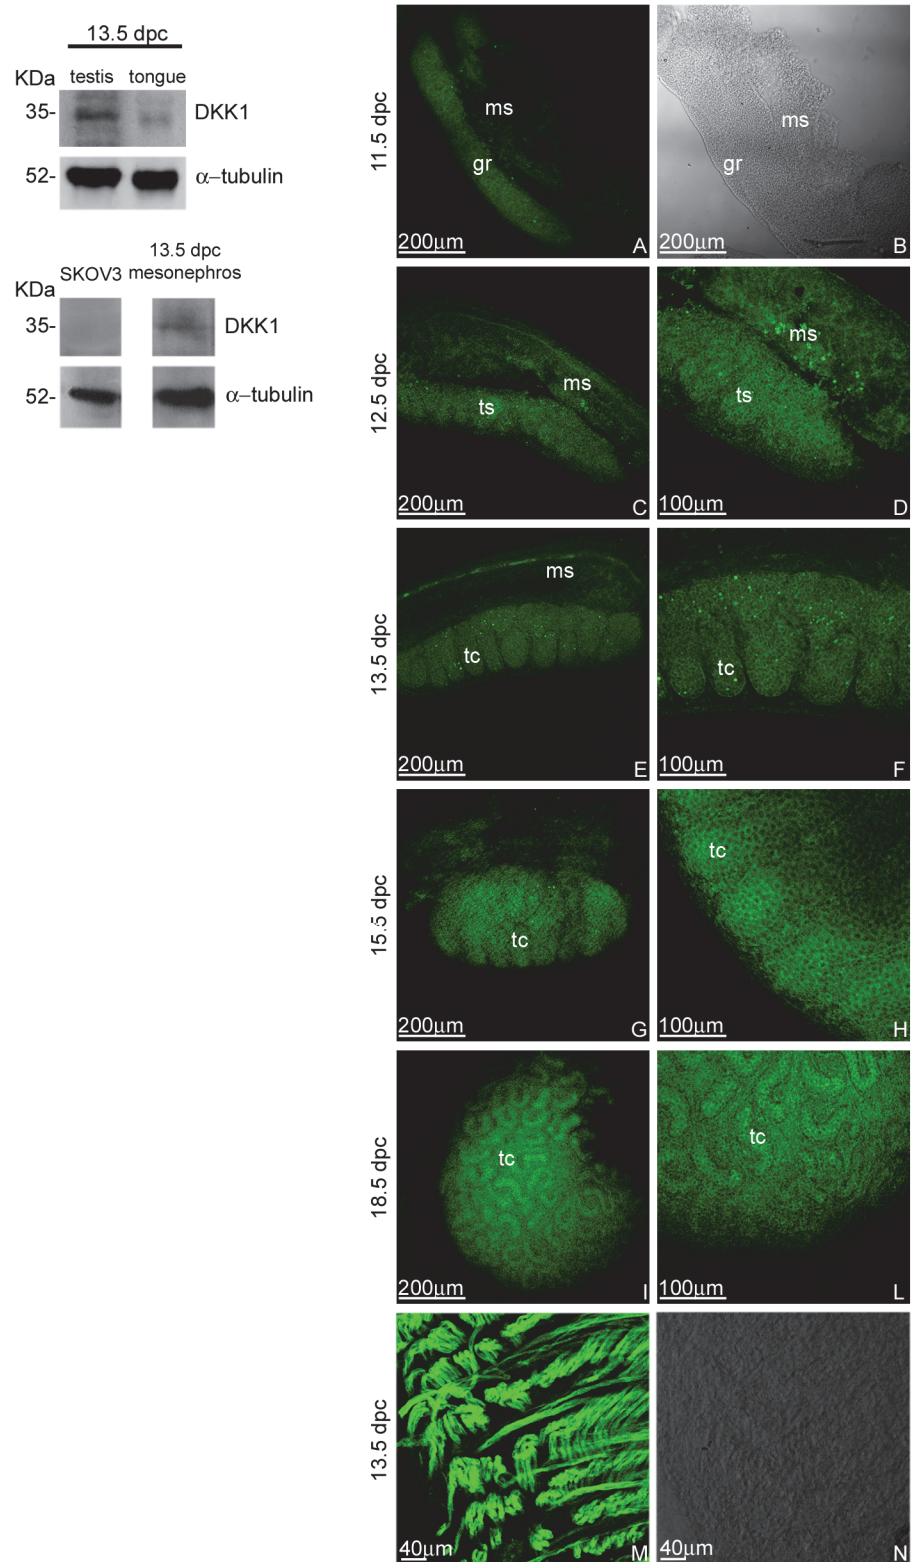 13.5 dpc
KDa testis tongue
35- DKK1
52- α–tubulin
13.5 dpc
SKOV3 mesonephros
KDa
35- DKK1
52- α–tubulin
11.5 dpc
ms
gr
200μm A
ms
gr
200μm B
12.5 dpc
ms
ts
200μm C
ms
ts
100μm D
13.5 dpc
ms
tc
200μm E
tc
100μm F
15.5 dpc
tc
200μm G
tc
100μm H
18.5 dpc
tc
200μm I
tc
100μm L
13.5 dpc
40μm M
40μm N